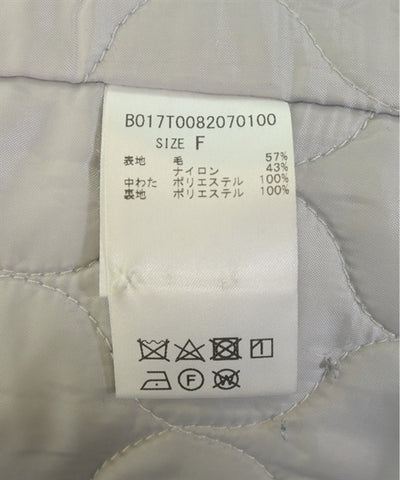 B017T0082070100
SIZE F
表地 毛 57%
ナイロン 43%
中わた ポリエステル 100%
裏地 ポリエステル 100%
F W